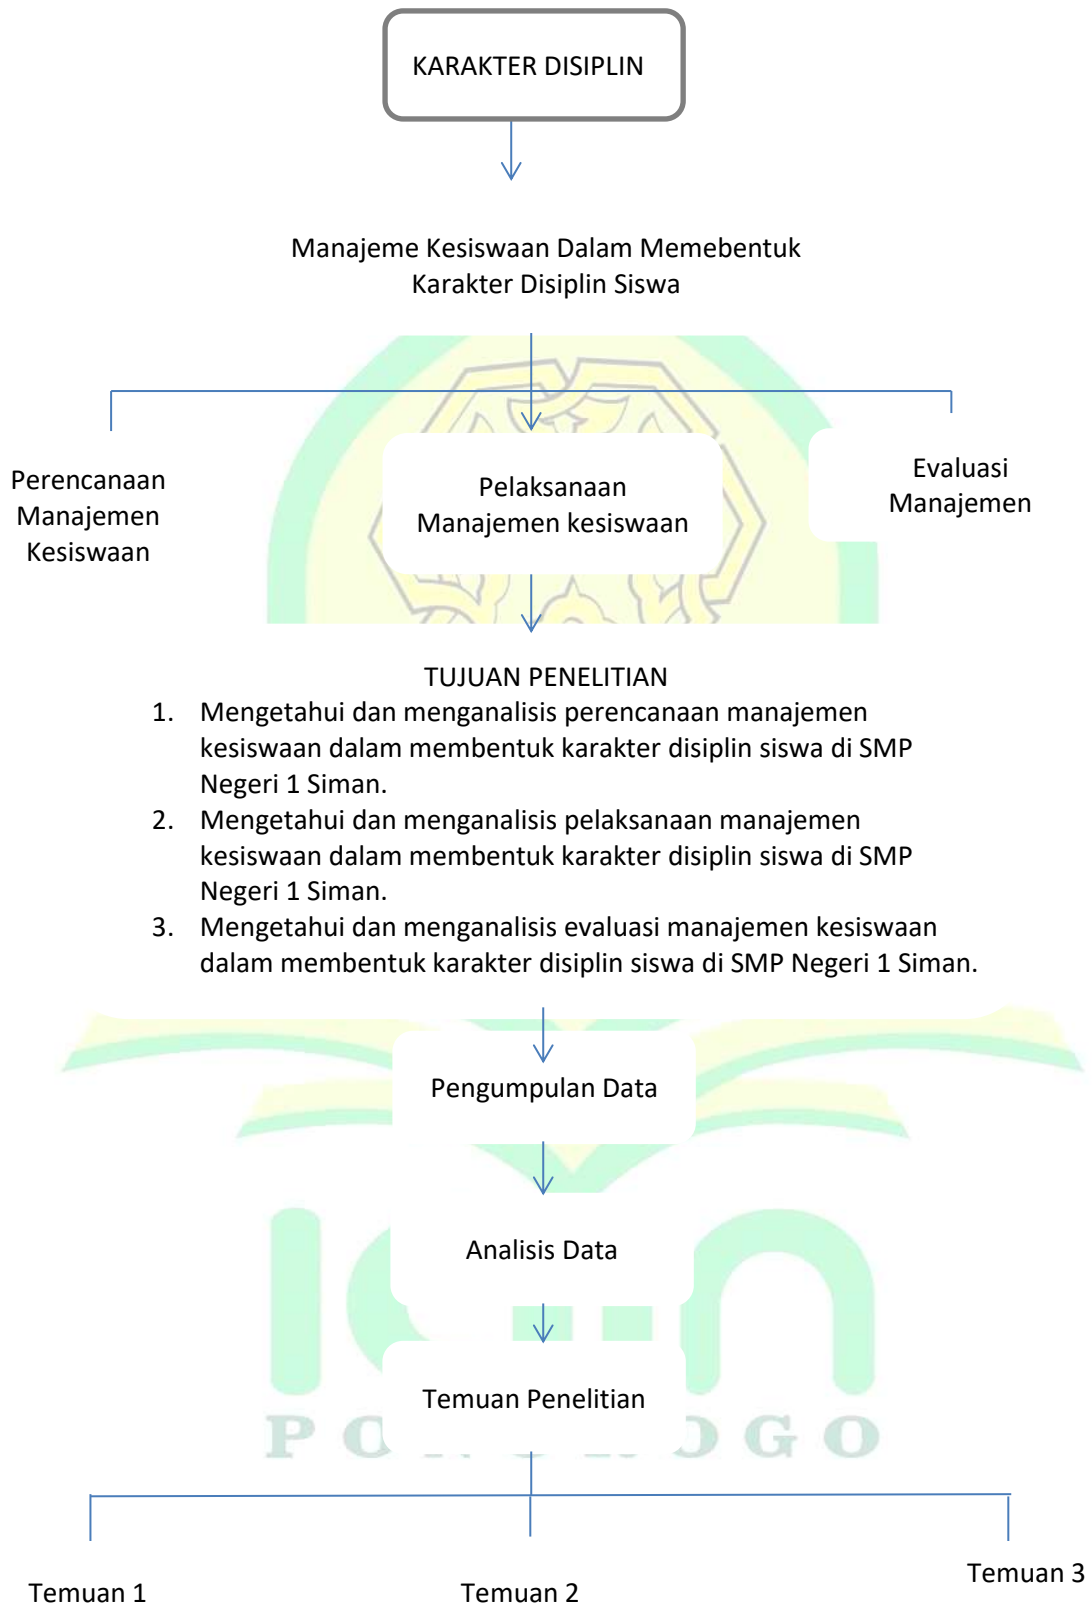 KARAKTER DISIPLIN
Manajeme Kesiswaan Dalam Memebentuk
Karakter Disiplin Siswa
Perencanaan
Manajemen
Kesiswaan
Pelaksanaan
Manajemen kesiswaan
Evaluasi
Manajemen
TUJUAN PENELITIAN
1. Mengetahui dan menganalisis perencanaan manajemen
kesiswaan dalam membentuk karakter disiplin siswa di SMP
Negeri 1 Siman.
2. Mengetahui dan menganalisis pelaksanaan manajemen
kesiswaan dalam membentuk karakter disiplin siswa di SMP
Negeri 1 Siman.
3. Mengetahui dan menganalisis evaluasi manajemen kesiswaan
dalam membentuk karakter disiplin siswa di SMP Negeri 1 Siman.
Pengumpulan Data
Analisis Data
Temuan Penelitian
Temuan 1
Temuan 2
Temuan 3